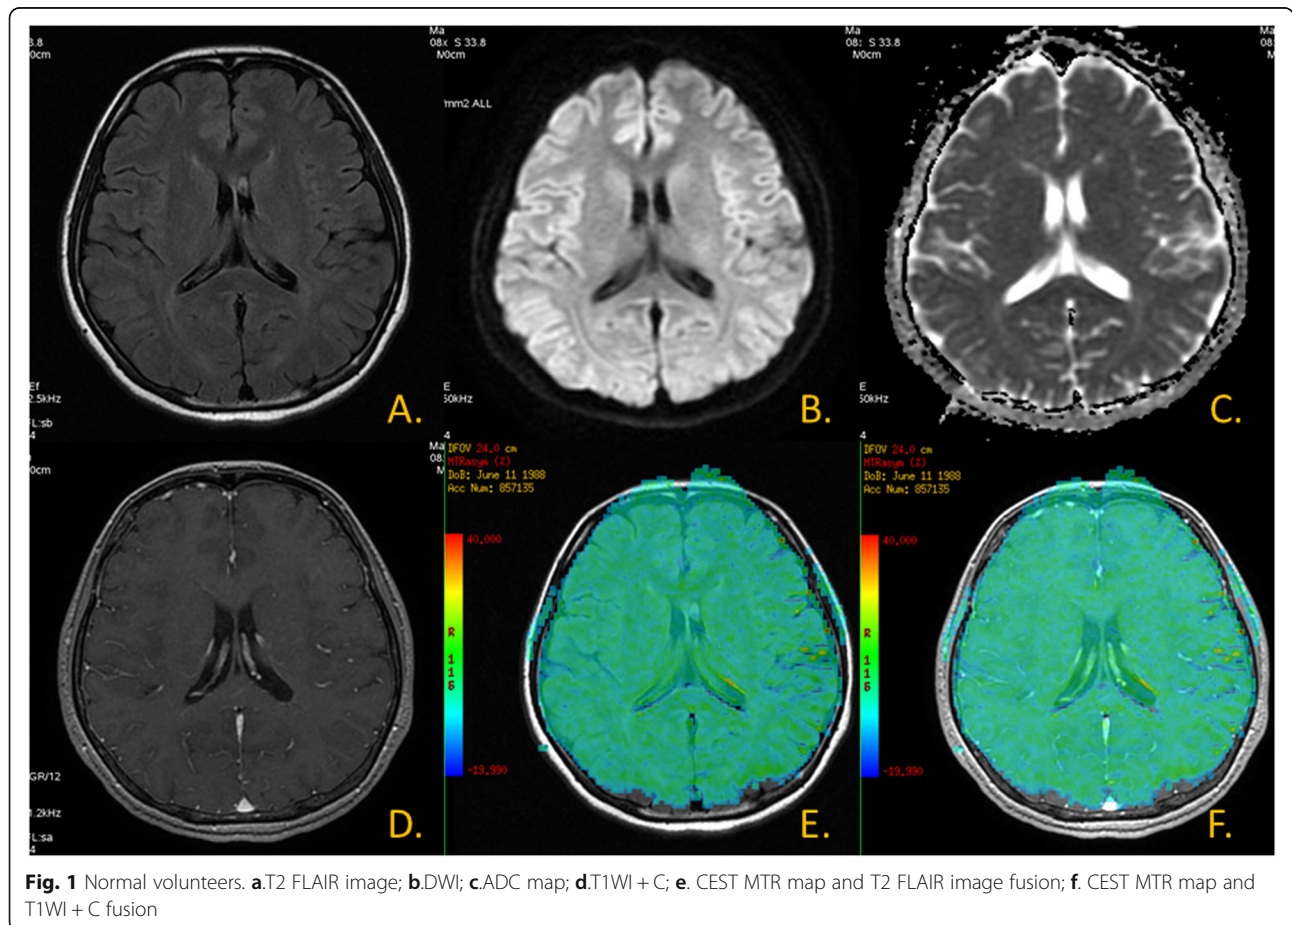 Ma
Ma
Ma
3.8
08x S 33.8
08: S 33.8
0cm
M0cm
M0cm
M
/mm2 ALL
Ef
E
E
2.5kHz
50kHz
50kHz
FL:sb
4
4
4
A.
B.
C.
0cm
Ma
08:
M
DFOV 24.0 cm
MTRasym (%)
DoB: June 11 1988
Acc Num: 857135
DFOV 24.0 cm
MTRasym (%)
DoB: June 11 1988
Acc Num: 857135
40,000
40,000
R
116
R
116
-19,990
-19,990
GR/12
1.2kHz
FL:sa
4
D.
E.
F.
Fig. 1 Normal volunteers. a.T2 FLAIR image; b.DWI; c.ADC map; d.T1WI + C; e. CEST MTR map and T2 FLAIR image fusion; f. CEST MTR map and
T1WI + C fusion